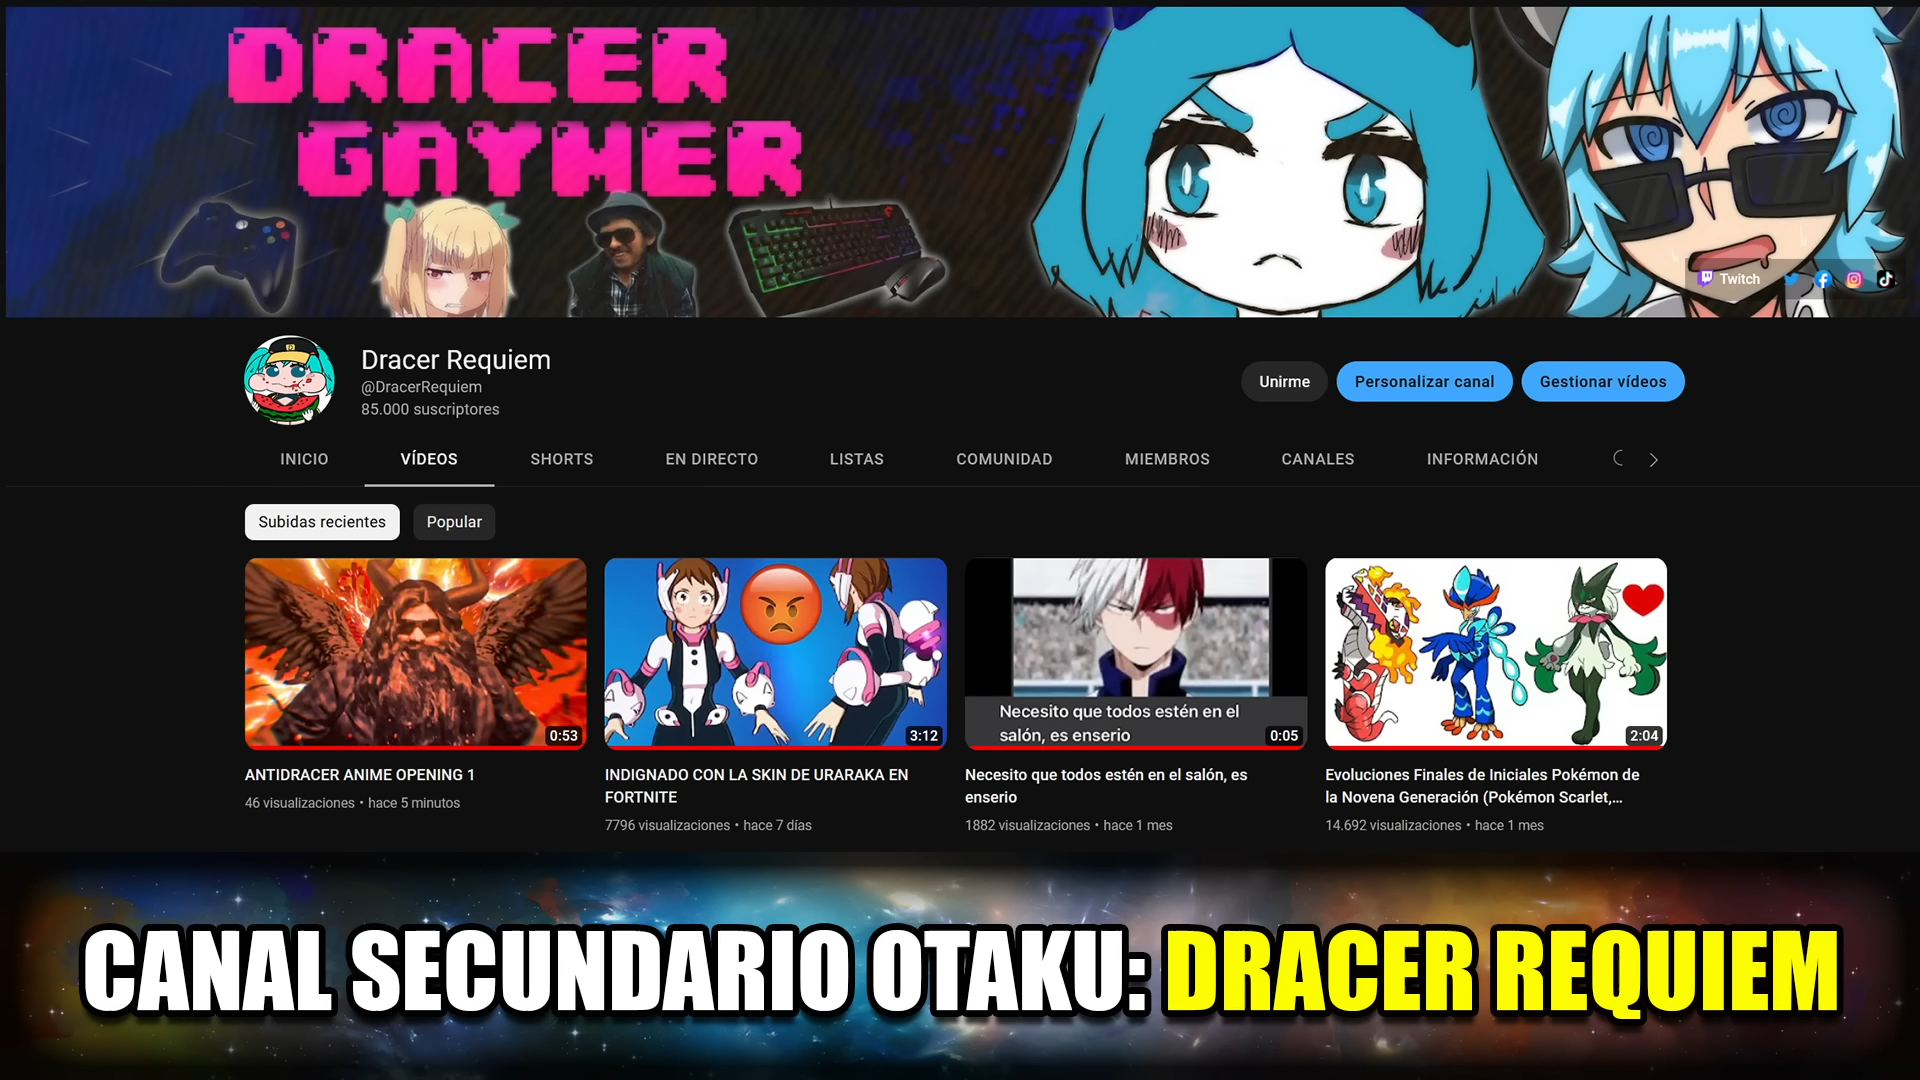 DRACER
GAYMER
Twitch
Dracer Requiem
@DracerRequiem
85.000 suscriptores
Unirme
Personalizar canal
Gestionar vídeos
INICIO
VÍDEOS
SHORTS
EN DIRECTO
LISTAS
COMUNIDAD
MIEMBROS
CANALES
INFORMACIÓN
Subidas recientes
Popular
0:53
3:12
Necesito que todos estén en el
salón, es enserio
0:05
2:04
ANTIDRACER ANIME OPENING 1
46 visualizaciones • hace 5 minutos
INDIGNADO CON LA SKIN DE URARAKA EN
FORTNITE
7796 visualizaciones • hace 7 días
Necesito que todos estén en el salón, es
enserio
1882 visualizaciones • hace 1 mes
Evoluciones Finales de Iniciales Pokémon de
la Novena Generación (Pokémon Scarlet,...
14.692 visualizaciones • hace 1 mes
CANAL SECUNDARIO OTAKU: DRACER REQUIEM